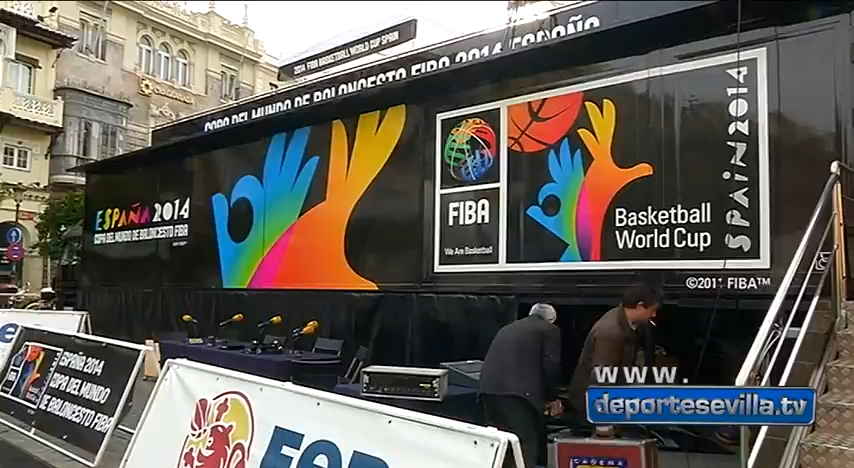 2014 FIBA BASKETBALL WORLD CUP SPAIN
COPA DEL MUNDO DE BALONCESTO FIBA 2014 ESPAÑA
ESPAÑA 2014
COPA DEL MUNDO DE BALONCESTO FIBA
FIBA
We Are Basketball
Basketball
World Cup
SPAIN 2014
©2011 FIBA™
ESPAÑA 2014
COPA DEL MUNDO
DE BALONCESTO FIBA
CADENA
www.
deportesevilla.tv